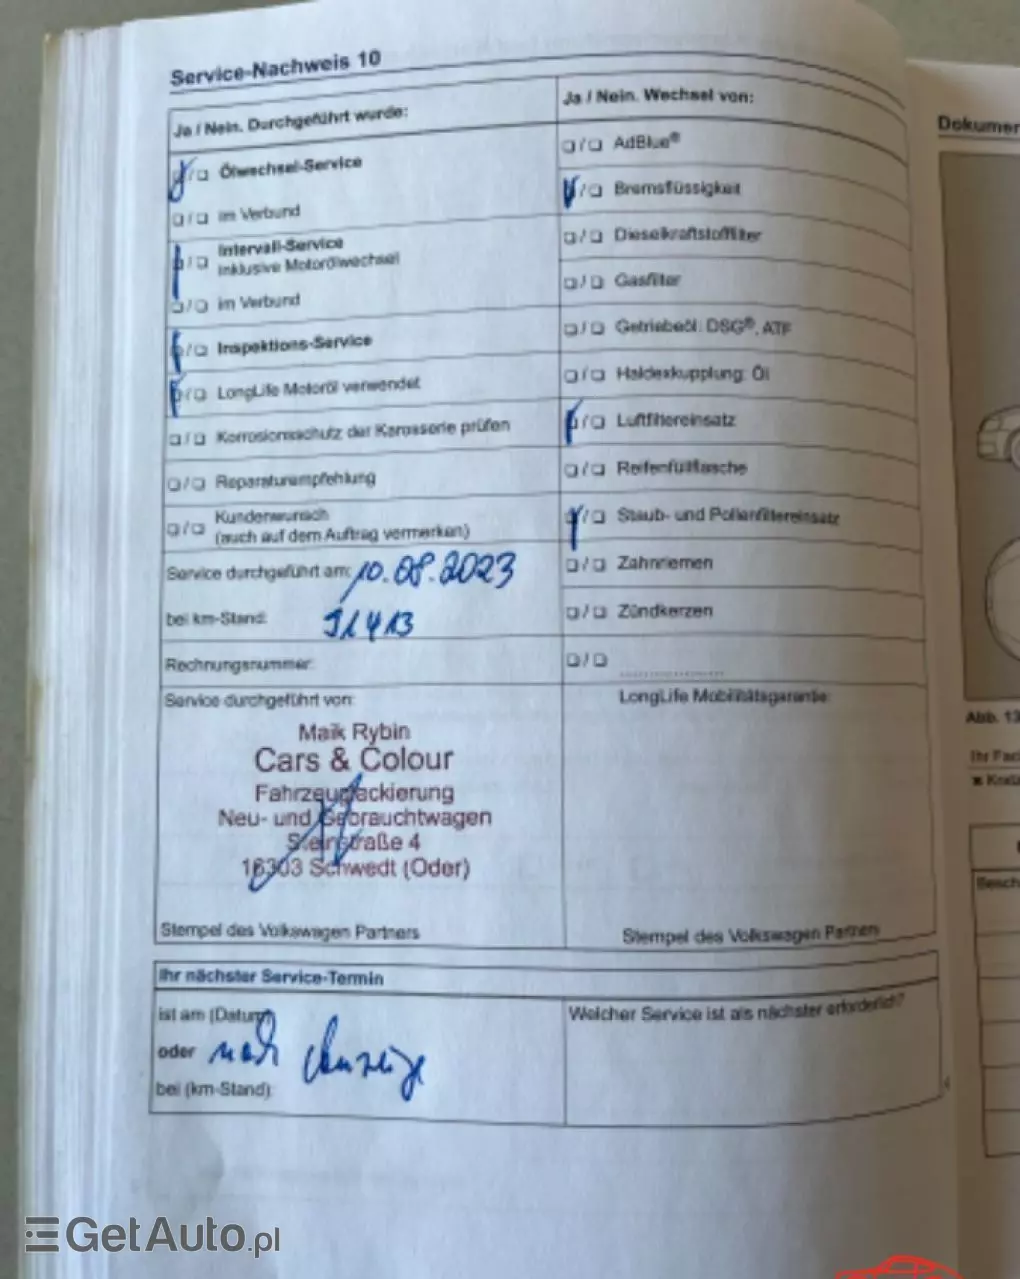 Service-Nachweis 10
Ja / Nein. Durchgeführt wurde:
Ölwechsel-Service
im Verbund
Intervall-Service
inklusive Motorölwechsel
im Verbund
Inspektions-Service
LongLife Motoröl verwendet
Korrosionsschutz der Karosserie prüfen
Reparaturempfehlung
Kundenwunsch
(auch auf dem Auftrag vermerken)
Service durchgeführt am: 10.08.2023
bei km-Stand:
Rechnungsnummer:
Service durchgeführt von:
Maik Rybin
Cars & Colour
Fahrzeuglackierung
Neu- und Gebrauchtwagen
Steinstraße 4
16303 Schwedt (Oder)
Stempel des Volkswagen Partners
Ja / Nein. Wechsel von:
AdBlue®
Bremsflüssigkeit
Dieselkraftstofffilter
Gasfilter
Getriebeöl: DSG®, ATF
Haldexkupplung: Öl
Luftfiltereinsatz
Reifenfüllflasche
Staub- und Pollenfiltereinsatz
Zahnriemen
Zündkerzen
LongLife Mobilitätsgarantie:
Stempel des Volkswagen Partners
Ihr nächster Service-Termin
ist am (Datum)
oder nach Anzeige
bei (km-Stand):
Welcher Service ist als nächster erforderlich?
Abb. 13
GetAuto.pl